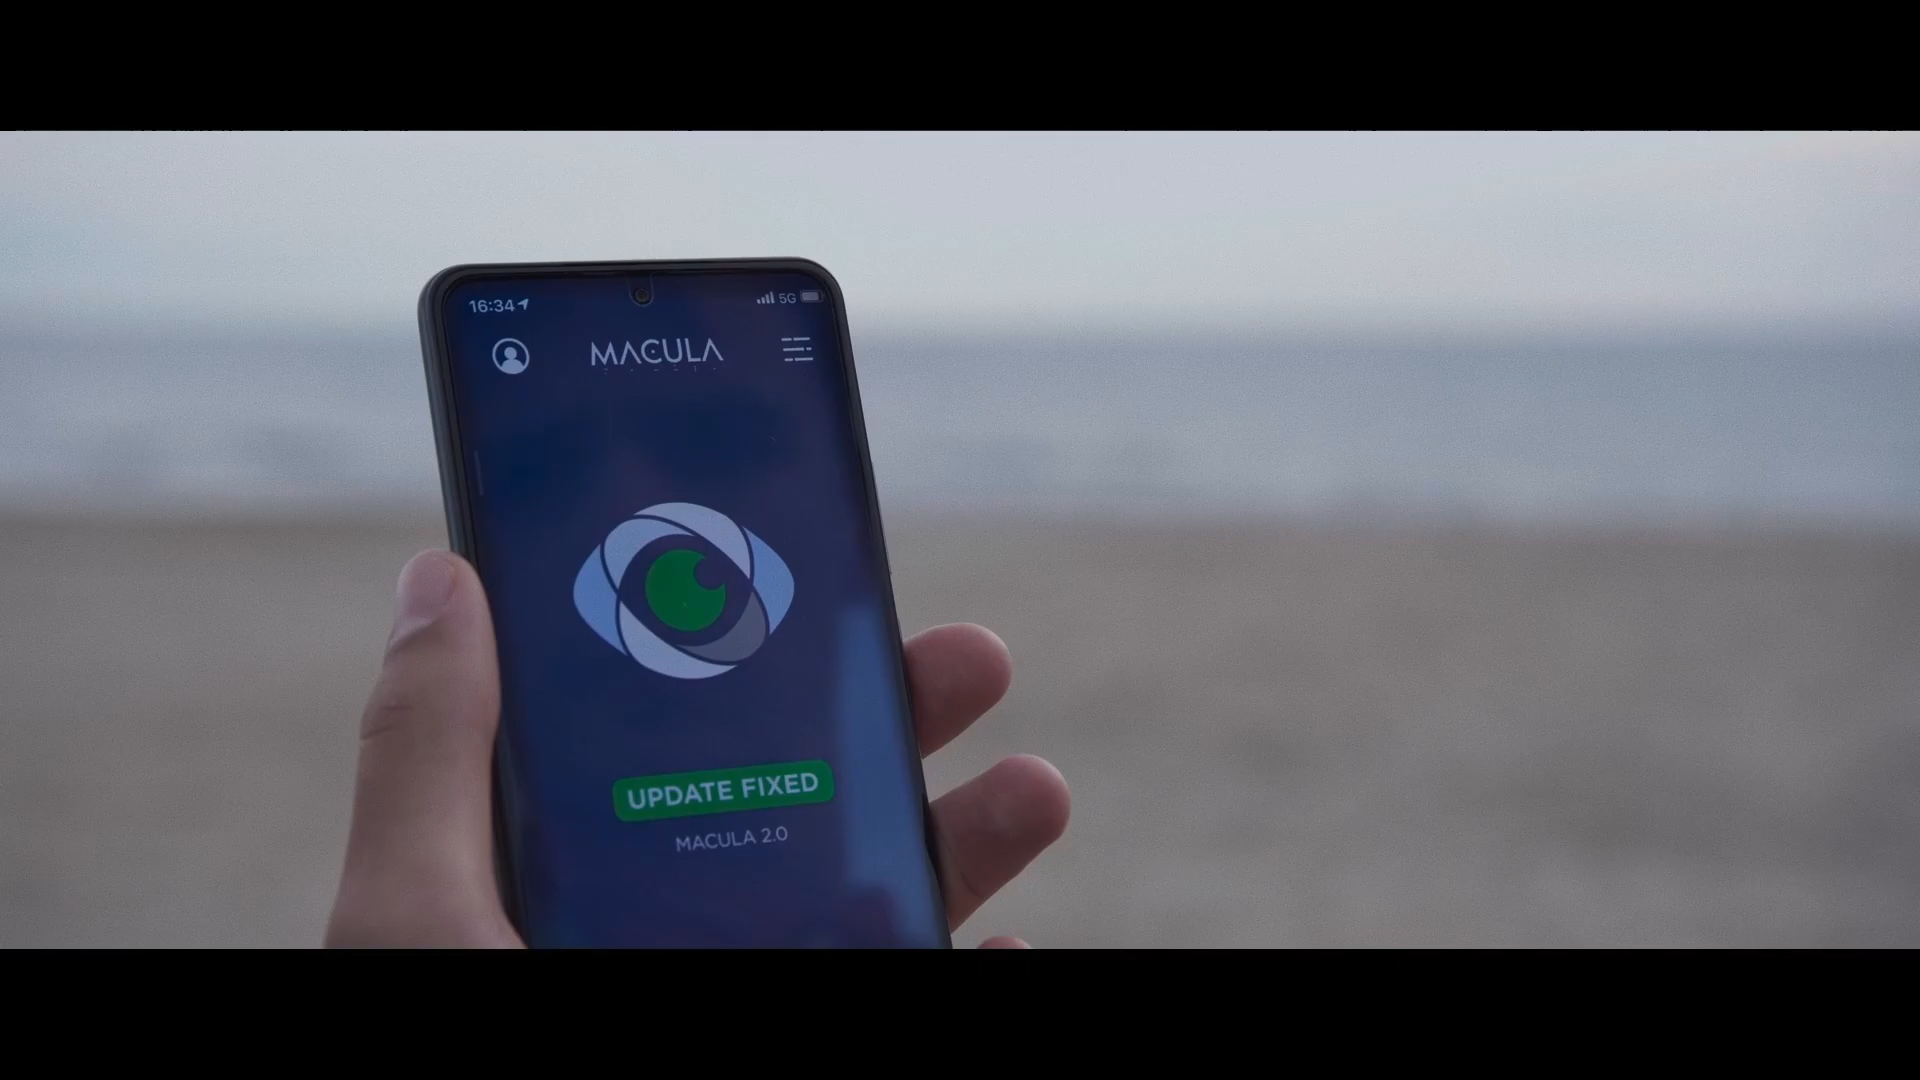 16:34
5G
MACULA
UPDATE FIXED
MACULA 2.0